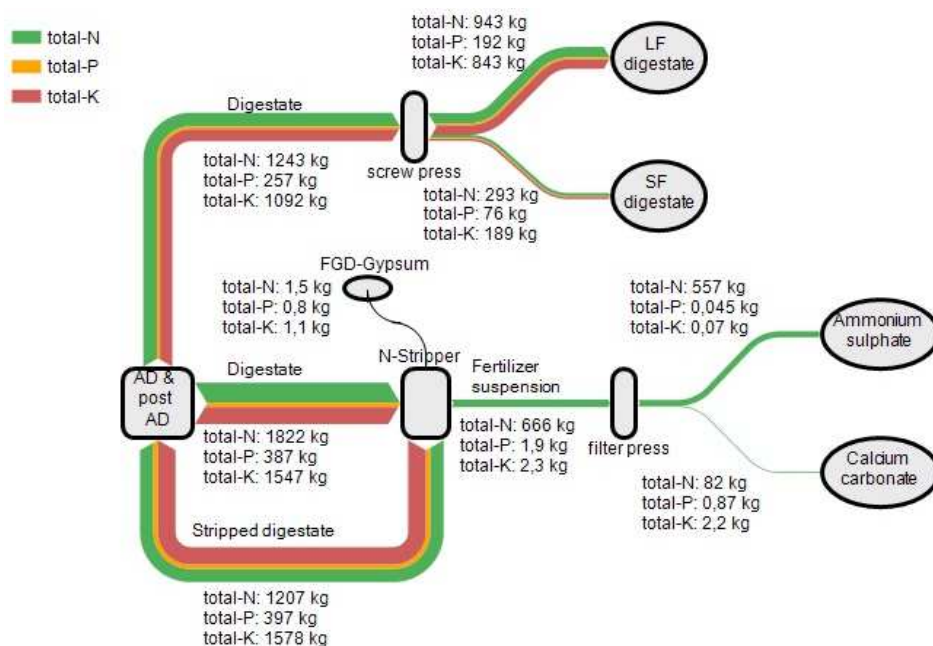 total-N
total-P
total-K
total-N: 943 kg
total-P: 192 kg
total-K: 843 kg
LF
digestate
Digestate
total-N: 1243 kg
total-P: 257 kg
total-K: 1092 kg
screw press
total-N: 293 kg
total-P: 76 kg
total-K: 189 kg
SF
digestate
FGD-Gypsum
total-N: 1,5 kg
total-P: 0,8 kg
total-K: 1,1 kg
total-N: 557 kg
total-P: 0,045 kg
total-K: 0,07 kg
Ammonium
sulphate
N-Stripper
Digestate
Fertilizer
suspension
AD &
post
AD
total-N: 1822 kg
total-P: 387 kg
total-K: 1547 kg
total-N: 666 kg
total-P: 1,9 kg
total-K: 2,3 kg
filter press
total-N: 82 kg
total-P: 0,87 kg
total-K: 2,2 kg
Calcium
carbonate
Stripped digestate
total-N: 1207 kg
total-P: 397 kg
total-K: 1578 kg